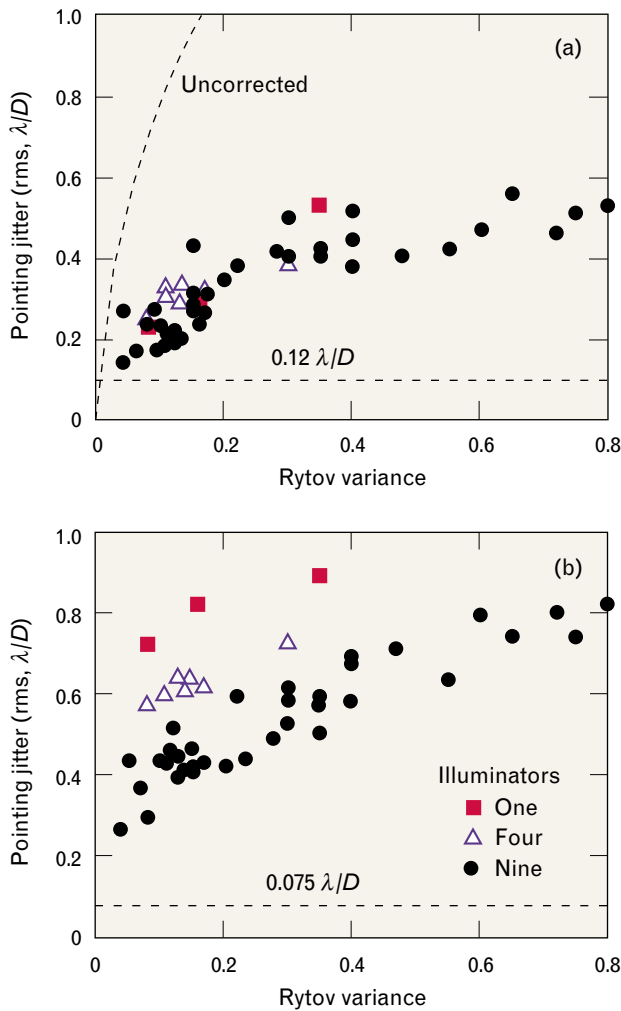 1.0
(a)
Uncorrected
0.8
0.6
0.4
0.2
0.12 λ/D
0
0
0.2
0.4
0.6
0.8
Pointing jitter (rms, λ/D)
Rytov variance
1.0
(b)
0.8
0.6
0.4
Illuminators
One
Four
Nine
0.2
0.075 λ/D
0
0
0.2
0.4
0.6
0.8
Pointing jitter (rms, λ/D)
Rytov variance